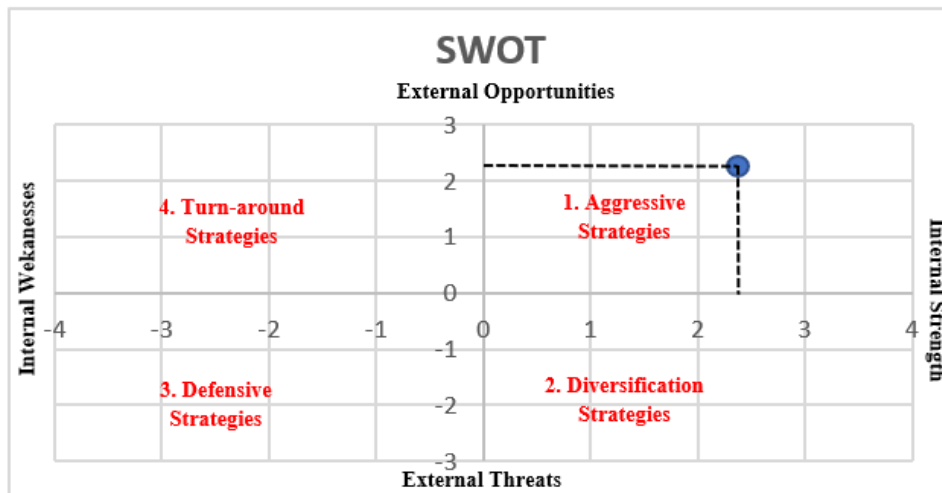 SWOT
External Opportunities
3
2
4. Turn-around
Strategies
1. Aggressive
Strategies
1
0
-4 -3 -2 -1 0 1 2 3 4
-1
3. Defensive
Strategies
2. Diversification
Strategies
-2
-3
External Threats
Internal Wekanesses
Internal Strength